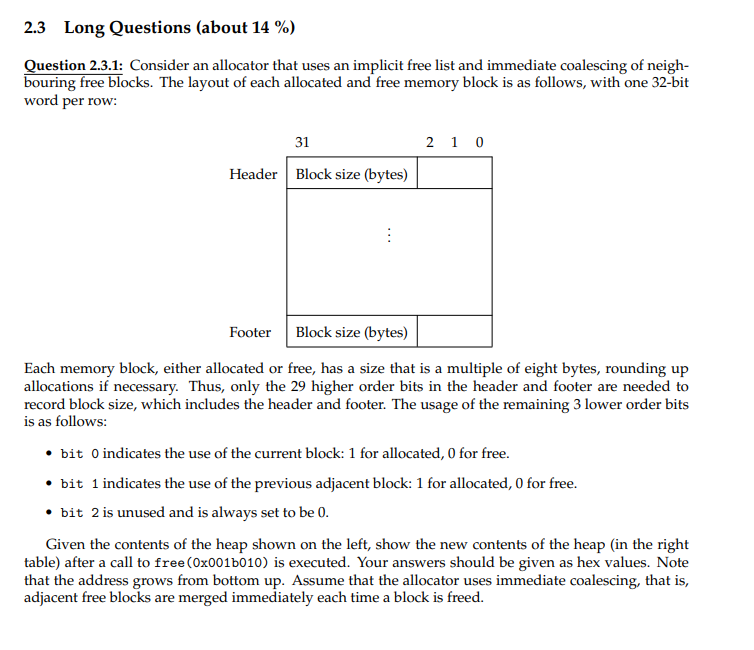 2.3 Long Questions (about 14 %)
Question 2.3.1: Consider an allocator that uses an implicit free list and immediate coalescing of neigh-
bouring free blocks. The layout of each allocated and free memory block is as follows, with one 32-bit
word per row:
31 2 1 0
Header Block size (bytes)
⋮
Footer Block size (bytes)
Each memory block, either allocated or free, has a size that is a multiple of eight bytes, rounding up
allocations if necessary. Thus, only the 29 higher order bits in the header and footer are needed to
record block size, which includes the header and footer. The usage of the remaining 3 lower order bits
is as follows:
• bit 0 indicates the use of the current block: 1 for allocated, 0 for free.
• bit 1 indicates the use of the previous adjacent block: 1 for allocated, 0 for free.
• bit 2 is unused and is always set to be 0.
Given the contents of the heap shown on the left, show the new contents of the heap (in the right
table) after a call to free(0x001b010) is executed. Your answers should be given as hex values. Note
that the address grows from bottom up. Assume that the allocator uses immediate coalescing, that is,
adjacent free blocks are merged immediately each time a block is freed.